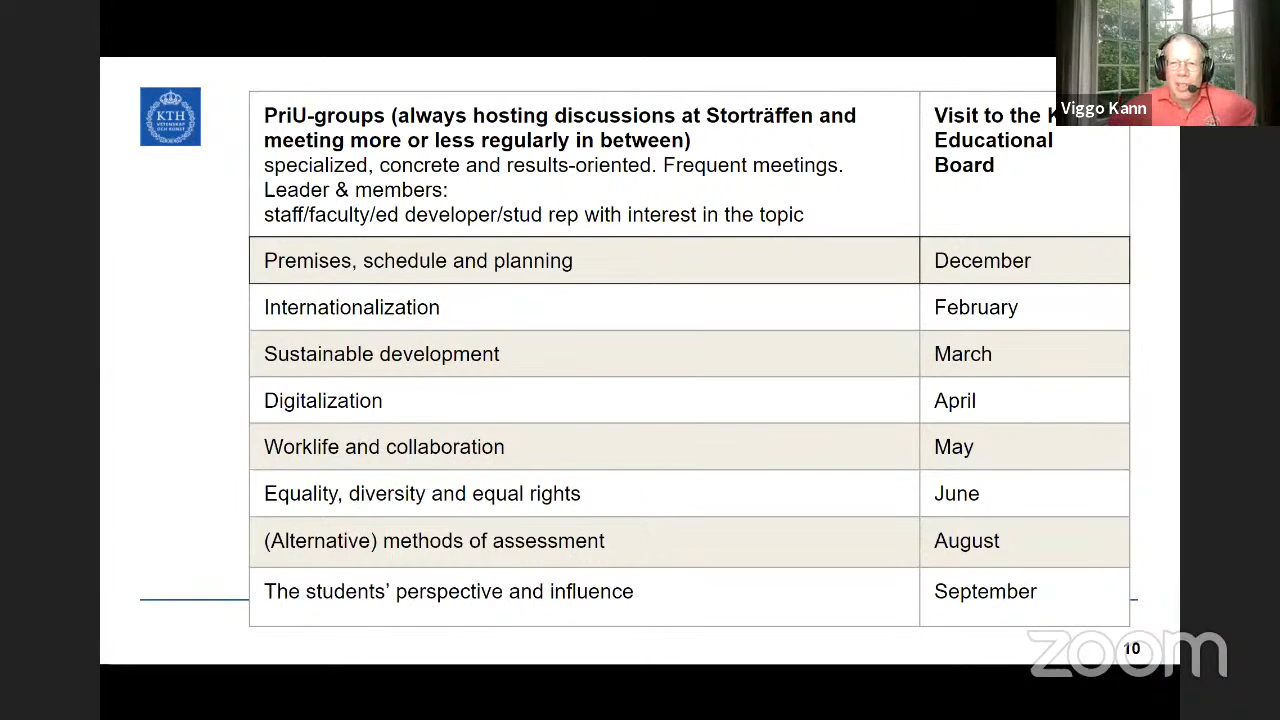 KTH
VETENSKAP
OCH KONST
PriU-groups (always hosting discussions at Storträffen and
meeting more or less regularly in between)
specialized, concrete and results-oriented. Frequent meetings.
Leader & members:
staff/faculty/ed developer/stud rep with interest in the topic
Visit to the
Educational
Board
Viggo Kann
Premises, schedule and planning
December
Internationalization
February
Sustainable development
March
Digitalization
April
Worklife and collaboration
May
Equality, diversity and equal rights
June
(Alternative) methods of assessment
August
The students’ perspective and influence
September
10
zoom